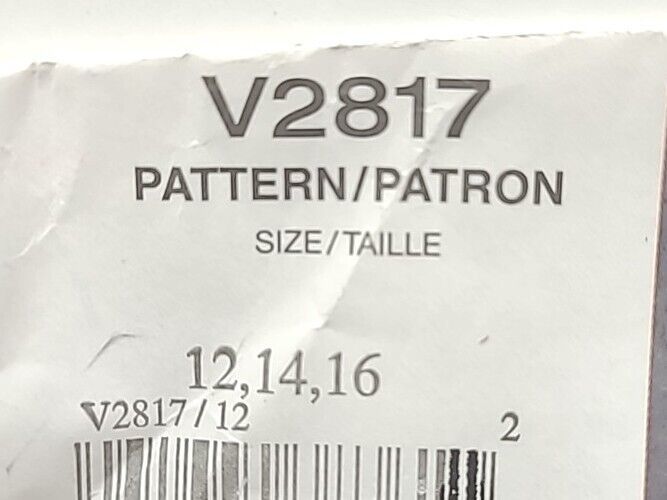 V2817
PATTERN/PATRON
SIZE/TAILLE
12,14,16
V2817/12 2